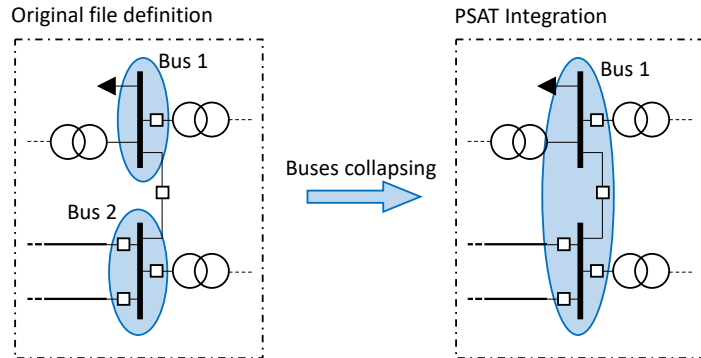 Original file definition
PSAT Integration
Bus 1
Bus 1
Buses collapsing
Bus 2